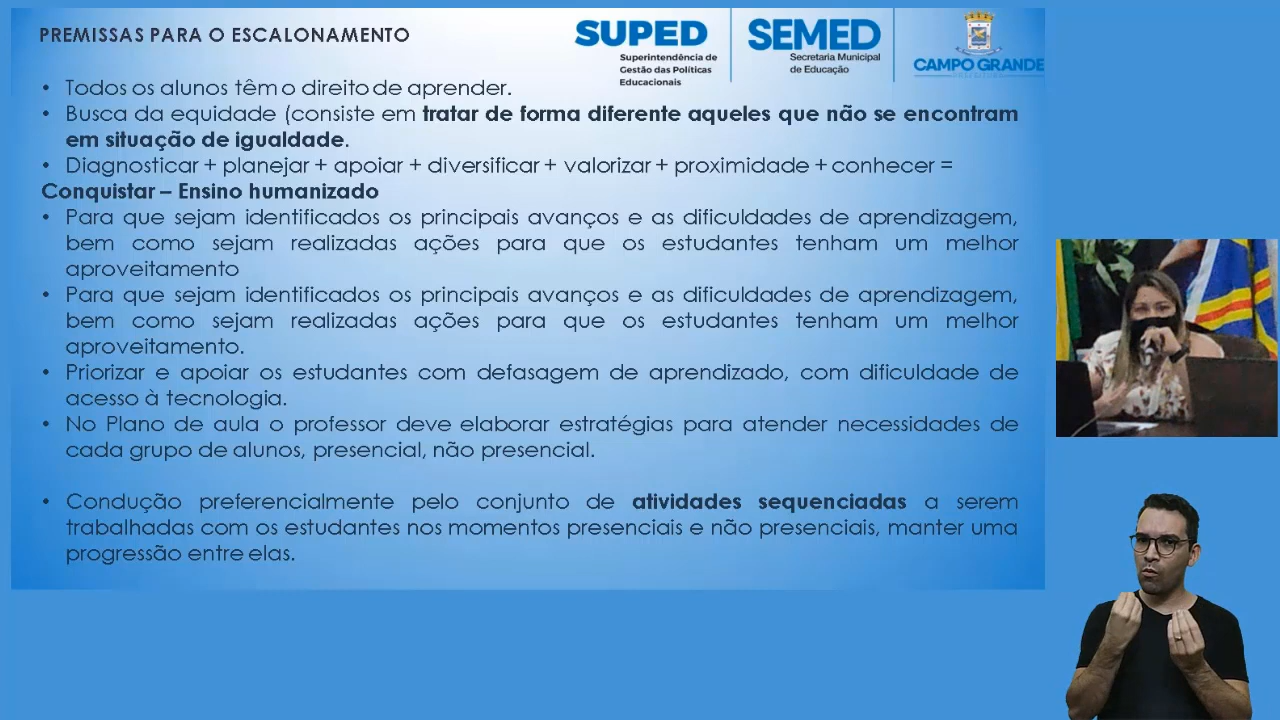 PREMISSAS PARA O ESCALONAMENTO
SUPED
Superintendência de
Gestão das Políticas
Educacionais
SEMED
Secretaria Municipal
de Educação
CAMPO GRANDE
PREFEITURA
• Todos os alunos têm o direito de aprender.
• Busca da equidade (consiste em tratar de forma diferente aqueles que não se encontram
em situação de igualdade.
• Diagnosticar + planejar + apoiar + diversificar + valorizar + proximidade + conhecer =
Conquistar – Ensino humanizado
• Para que sejam identificados os principais avanços e as dificuldades de aprendizagem,
bem como sejam realizadas ações para que os estudantes tenham um melhor
aproveitamento
• Para que sejam identificados os principais avanços e as dificuldades de aprendizagem,
bem como sejam realizadas ações para que os estudantes tenham um melhor
aproveitamento.
• Priorizar e apoiar os estudantes com defasagem de aprendizado, com dificuldade de
acesso à tecnologia.
• No Plano de aula o professor deve elaborar estratégias para atender necessidades de
cada grupo de alunos, presencial, não presencial.
• Condução preferencialmente pelo conjunto de atividades sequenciadas a serem
trabalhadas com os estudantes nos momentos presenciais e não presenciais, manter uma
progressão entre elas.